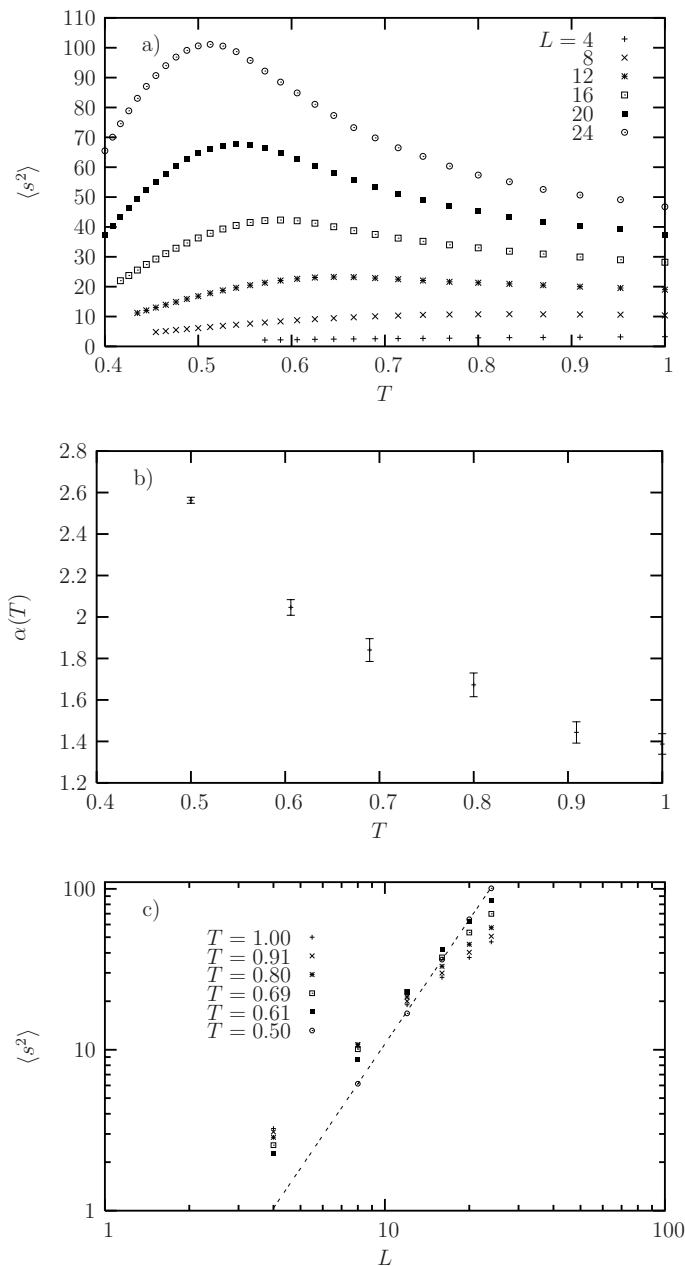 a)
L = 4
8
12
16
20
24
110
100
90
80
70
60
50
40
30
20
10
0
⟨s²⟩
0.4 0.5 0.6 0.7 0.8 0.9 1
T
b)
2.8
2.6
2.4
2.2
2
1.8
1.6
1.4
1.2
α(T)
0.4 0.5 0.6 0.7 0.8 0.9 1
T
c)
T = 1.00
T = 0.91
T = 0.80
T = 0.69
T = 0.61
T = 0.50
100
10
1
⟨s²⟩
1 10 100
L